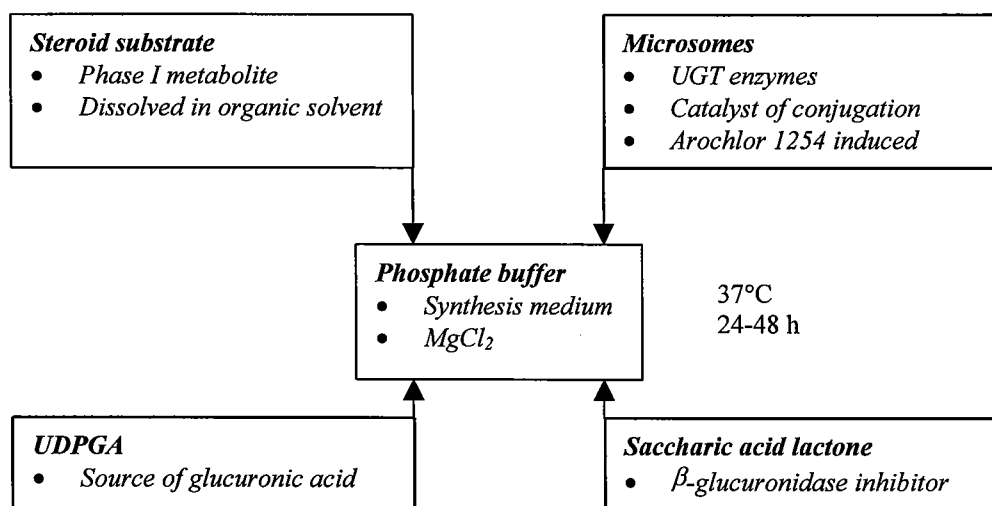 Steroid substrate
• Phase I metabolite
• Dissolved in organic solvent
Microsomes
• UGT enzymes
• Catalyst of conjugation
• Arochlor 1254 induced
Phosphate buffer
• Synthesis medium
• MgCl₂
37°C
24-48 h
UDPGA
• Source of glucuronic acid
Saccharic acid lactone
• β-glucuronidase inhibitor